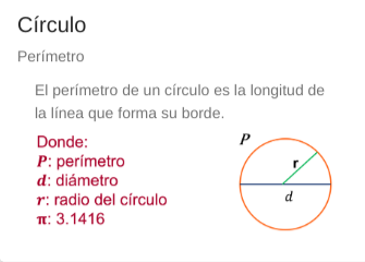 Círculo
Perímetro
El perímetro de un círculo es la longitud de
la línea que forma su borde.
Donde:
P: perímetro
d: diámetro
r: radio del círculo
π: 3.1416
P
r
d